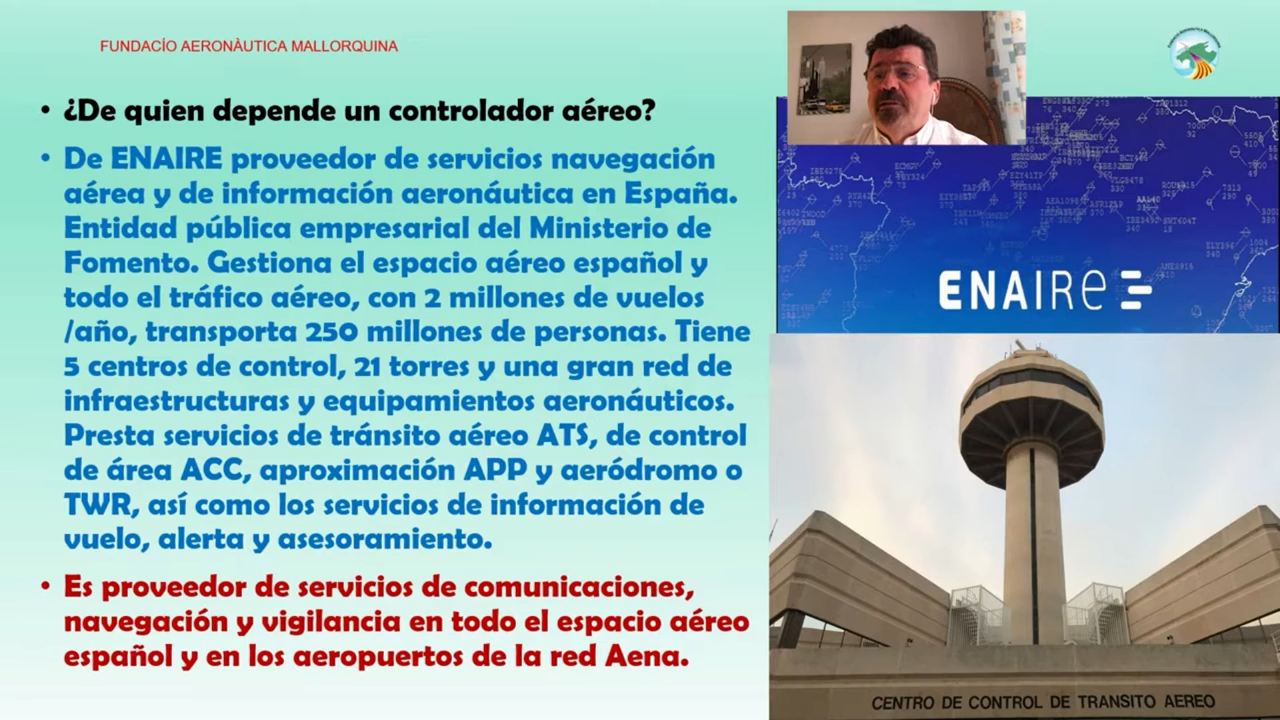 FUNDACÍO AERONÀUTICA MALLORQUINA
• ¿De quien depende un controlador aéreo?
• De ENAIRE proveedor de servicios navegación
aérea y de información aeronáutica en España.
Entidad pública empresarial del Ministerio de
Fomento. Gestiona el espacio aéreo español y
todo el tráfico aéreo, con 2 millones de vuelos
/año, transporta 250 millones de personas. Tiene
5 centros de control, 21 torres y una gran red de
infraestructuras y equipamientos aeronáuticos.
Presta servicios de tránsito aéreo ATS, de control
de área ACC, aproximación APP y aeródromo o
TWR, así como los servicios de información de
vuelo, alerta y asesoramiento.
• Es proveedor de servicios de comunicaciones,
navegación y vigilancia en todo el espacio aéreo
español y en los aeropuertos de la red Aena.
ENAIRe
CENTRO DE CONTROL DE TRANSITO AEREO